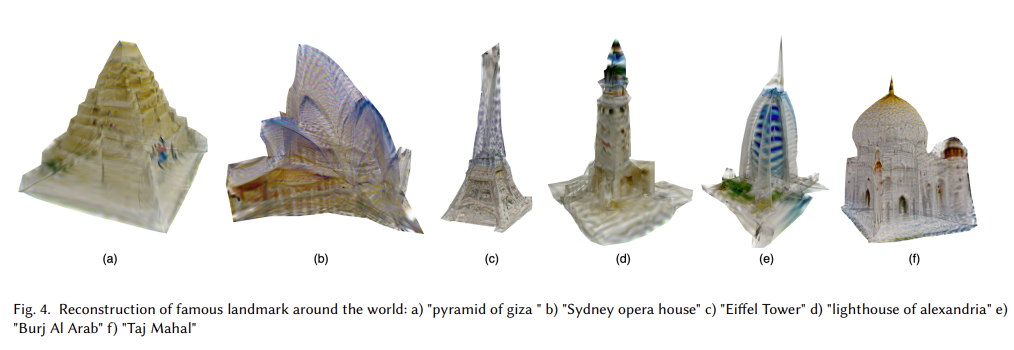 (a) (b) (c) (d) (e) (f)
Fig. 4. Reconstruction of famous landmark around the world: a) "pyramid of giza " b) "Sydney opera house" c) "Eiffel Tower" d) "lighthouse of alexandria" e)
"Burj Al Arab" f) "Taj Mahal"